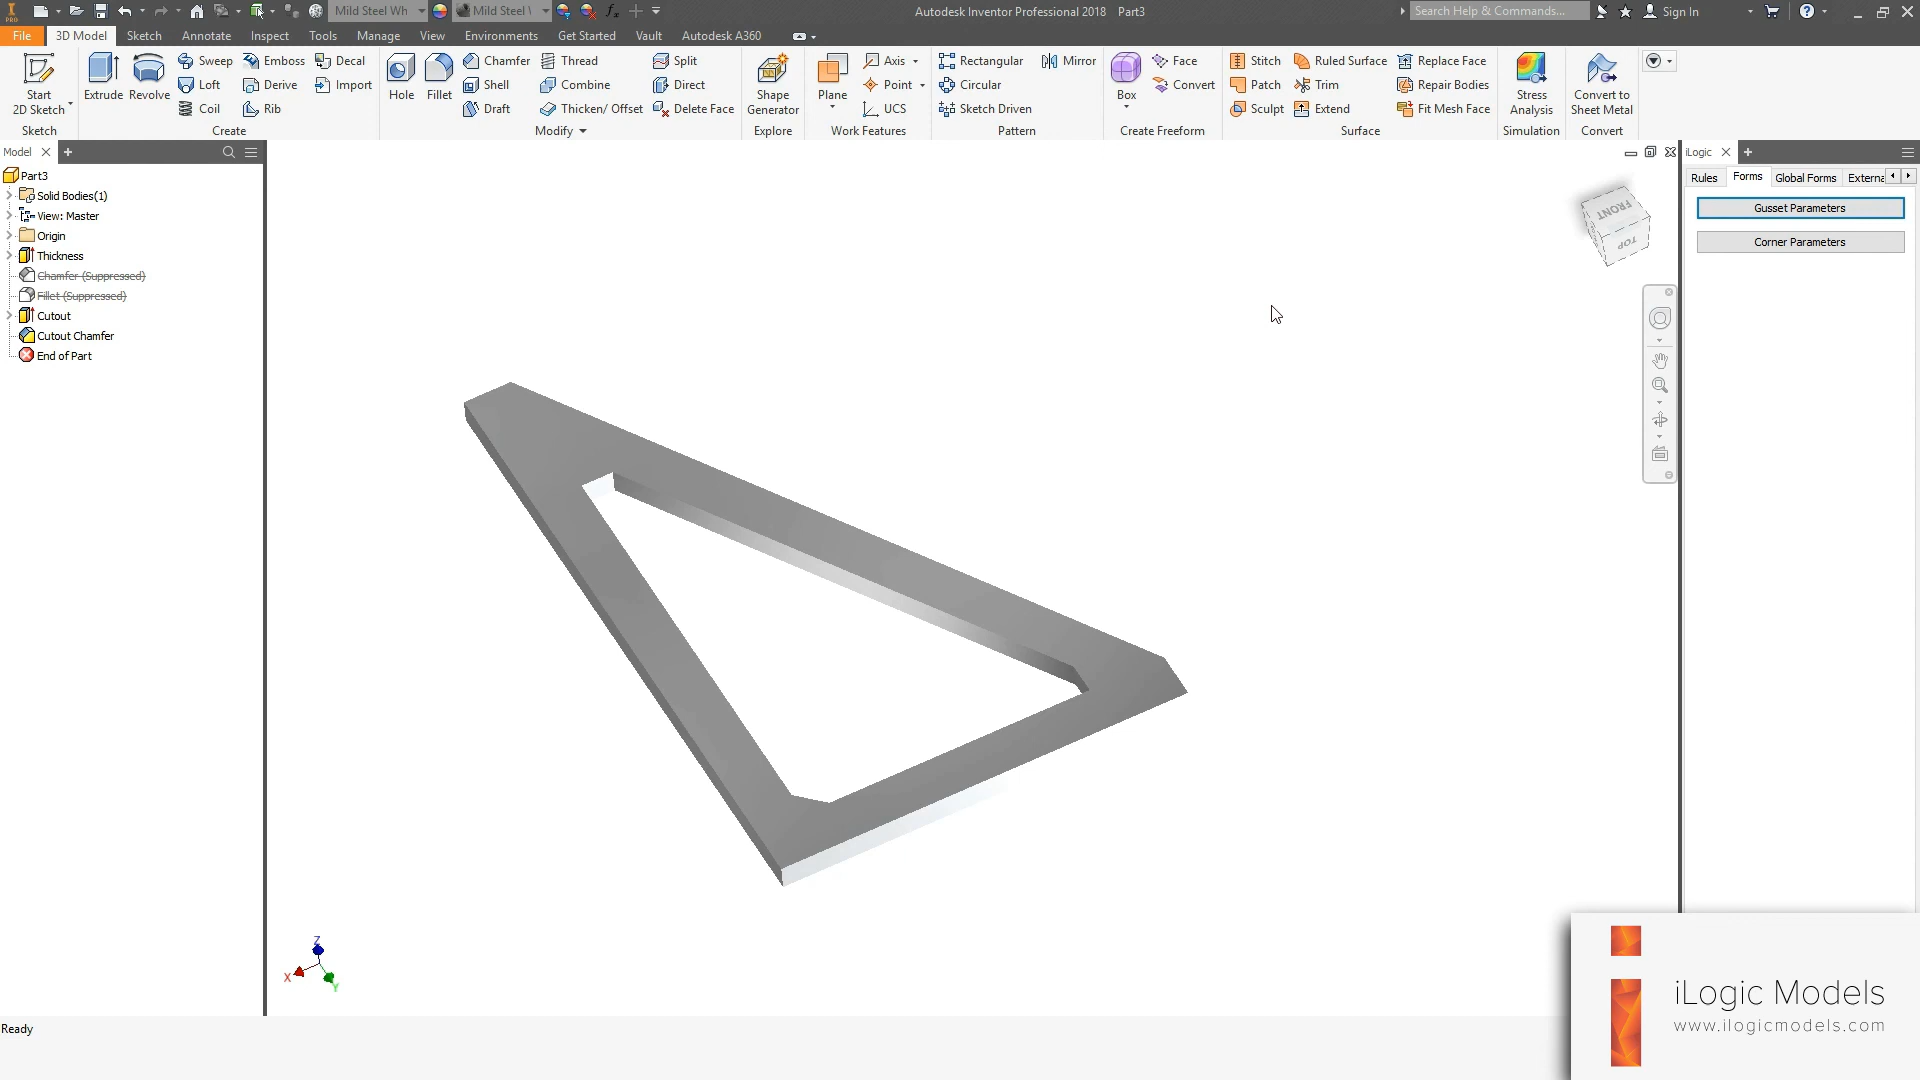 PRO
Mild Steel Wh
Mild Steel \
Autodesk Inventor Professional 2018 Part3
Search Help & Commands...
Sign In
File
3D Model
Sketch
Annotate
Inspect
Tools
Manage
View
Environments
Get Started
Vault
Autodesk A360
Start
2D Sketch
Sketch
Extrude
Revolve
Sweep
Loft
Coil
Emboss
Derive
Rib
Decal
Import
Create
Hole
Fillet
Chamfer
Shell
Draft
Thread
Combine
Thicken/ Offset
Split
Direct
Delete Face
Modify
Shape
Generator
Explore
Plane
Axis
Point
UCS
Work Features
Rectangular
Circular
Sketch Driven
Mirror
Pattern
Box
Face
Convert
Create Freeform
Stitch
Patch
Sculpt
Ruled Surface
Trim
Extend
Replace Face
Repair Bodies
Fit Mesh Face
Surface
Stress
Analysis
Simulation
Convert to
Sheet Metal
Convert
Model
Part3
Solid Bodies(1)
View: Master
Origin
Thickness
Chamfer (Suppressed)
Fillet (Suppressed)
Cutout
Cutout Chamfer
End of Part
FRONT
TOP
X
Y
Z
iLogic
Rules
Forms
Global Forms
Externa
Gusset Parameters
Corner Parameters
Ready
iLogic Models
www.ilogicmodels.com